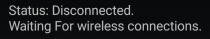 Status: Disconnected.
Waiting For wireless connections.